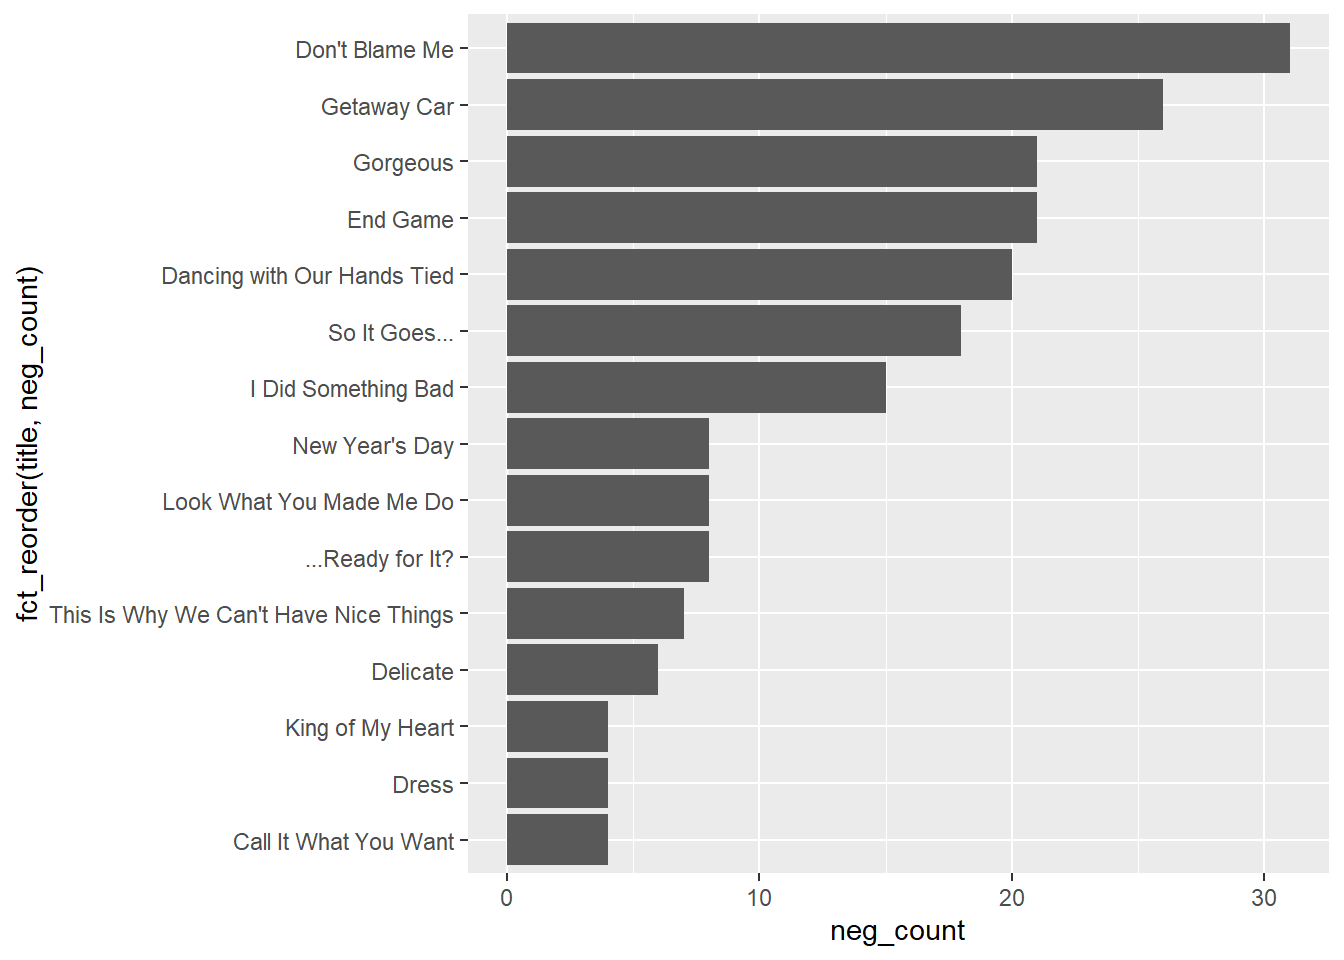 Don't Blame Me
Getaway Car
Gorgeous
End Game
Dancing with Our Hands Tied
So It Goes...
I Did Something Bad
New Year's Day
Look What You Made Me Do
...Ready for It?
This Is Why We Can't Have Nice Things
Delicate
King of My Heart
Dress
Call It What You Want
fct_reorder(title, neg_count)
0 10 20 30
neg_count